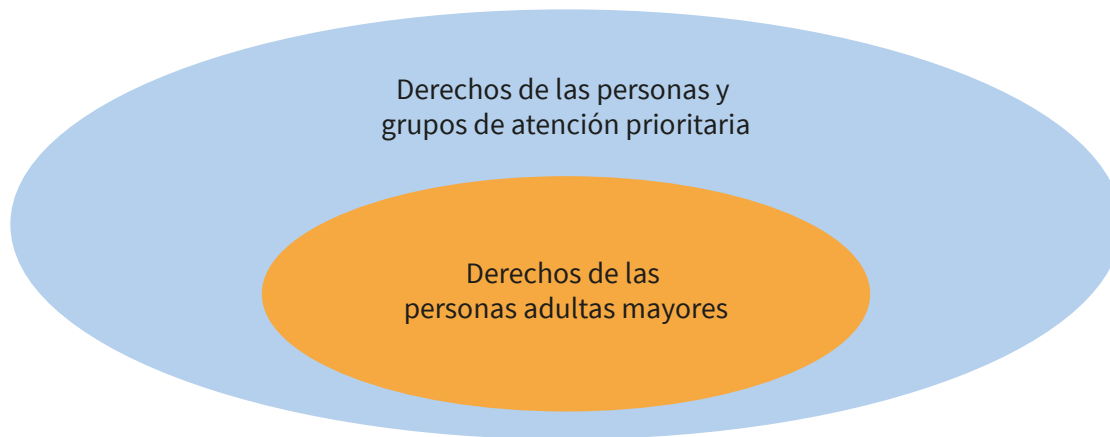 Derechos de las personas y
grupos de atención prioritaria
Derechos de las
personas adultas mayores